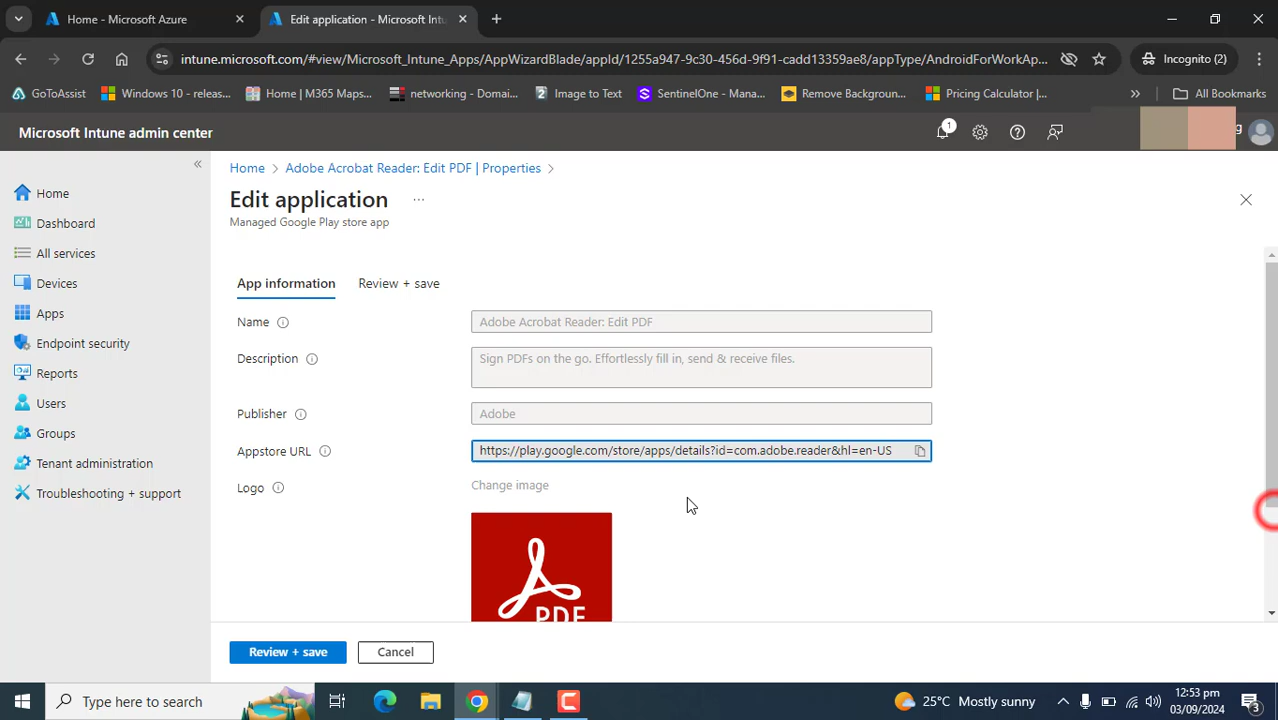 Home - Microsoft Azure
Edit application - Microsoft Intu
intune.microsoft.com/#view/Microsoft_Intune_Apps/AppWizardBlade/appId/1255a947-9c30-456d-9f91-cadd13359ae8/appType/AndroidForWorkAp...
Incognito (2)
GoToAssist
Windows 10 - releas...
Home | M365 Maps...
networking - Domai...
Image to Text
SentinelOne - Mana...
Remove Backgroun...
Pricing Calculator |...
All Bookmarks
Microsoft Intune admin center
1
g
Home
Dashboard
All services
Devices
Apps
Endpoint security
Reports
Users
Groups
Tenant administration
Troubleshooting + support
Home > Adobe Acrobat Reader: Edit PDF | Properties >
Edit application ...
Managed Google Play store app
App information
Review + save
Name
Adobe Acrobat Reader: Edit PDF
Description
Sign PDFs on the go. Effortlessly fill in, send & receive files.
Publisher
Adobe
Appstore URL
https://play.google.com/store/apps/details?id=com.adobe.reader&hl=en-US
Logo
Change image
PDF
Review + save
Cancel
Type here to search
25°C Mostly sunny
12:53 pm
03/09/2024
3